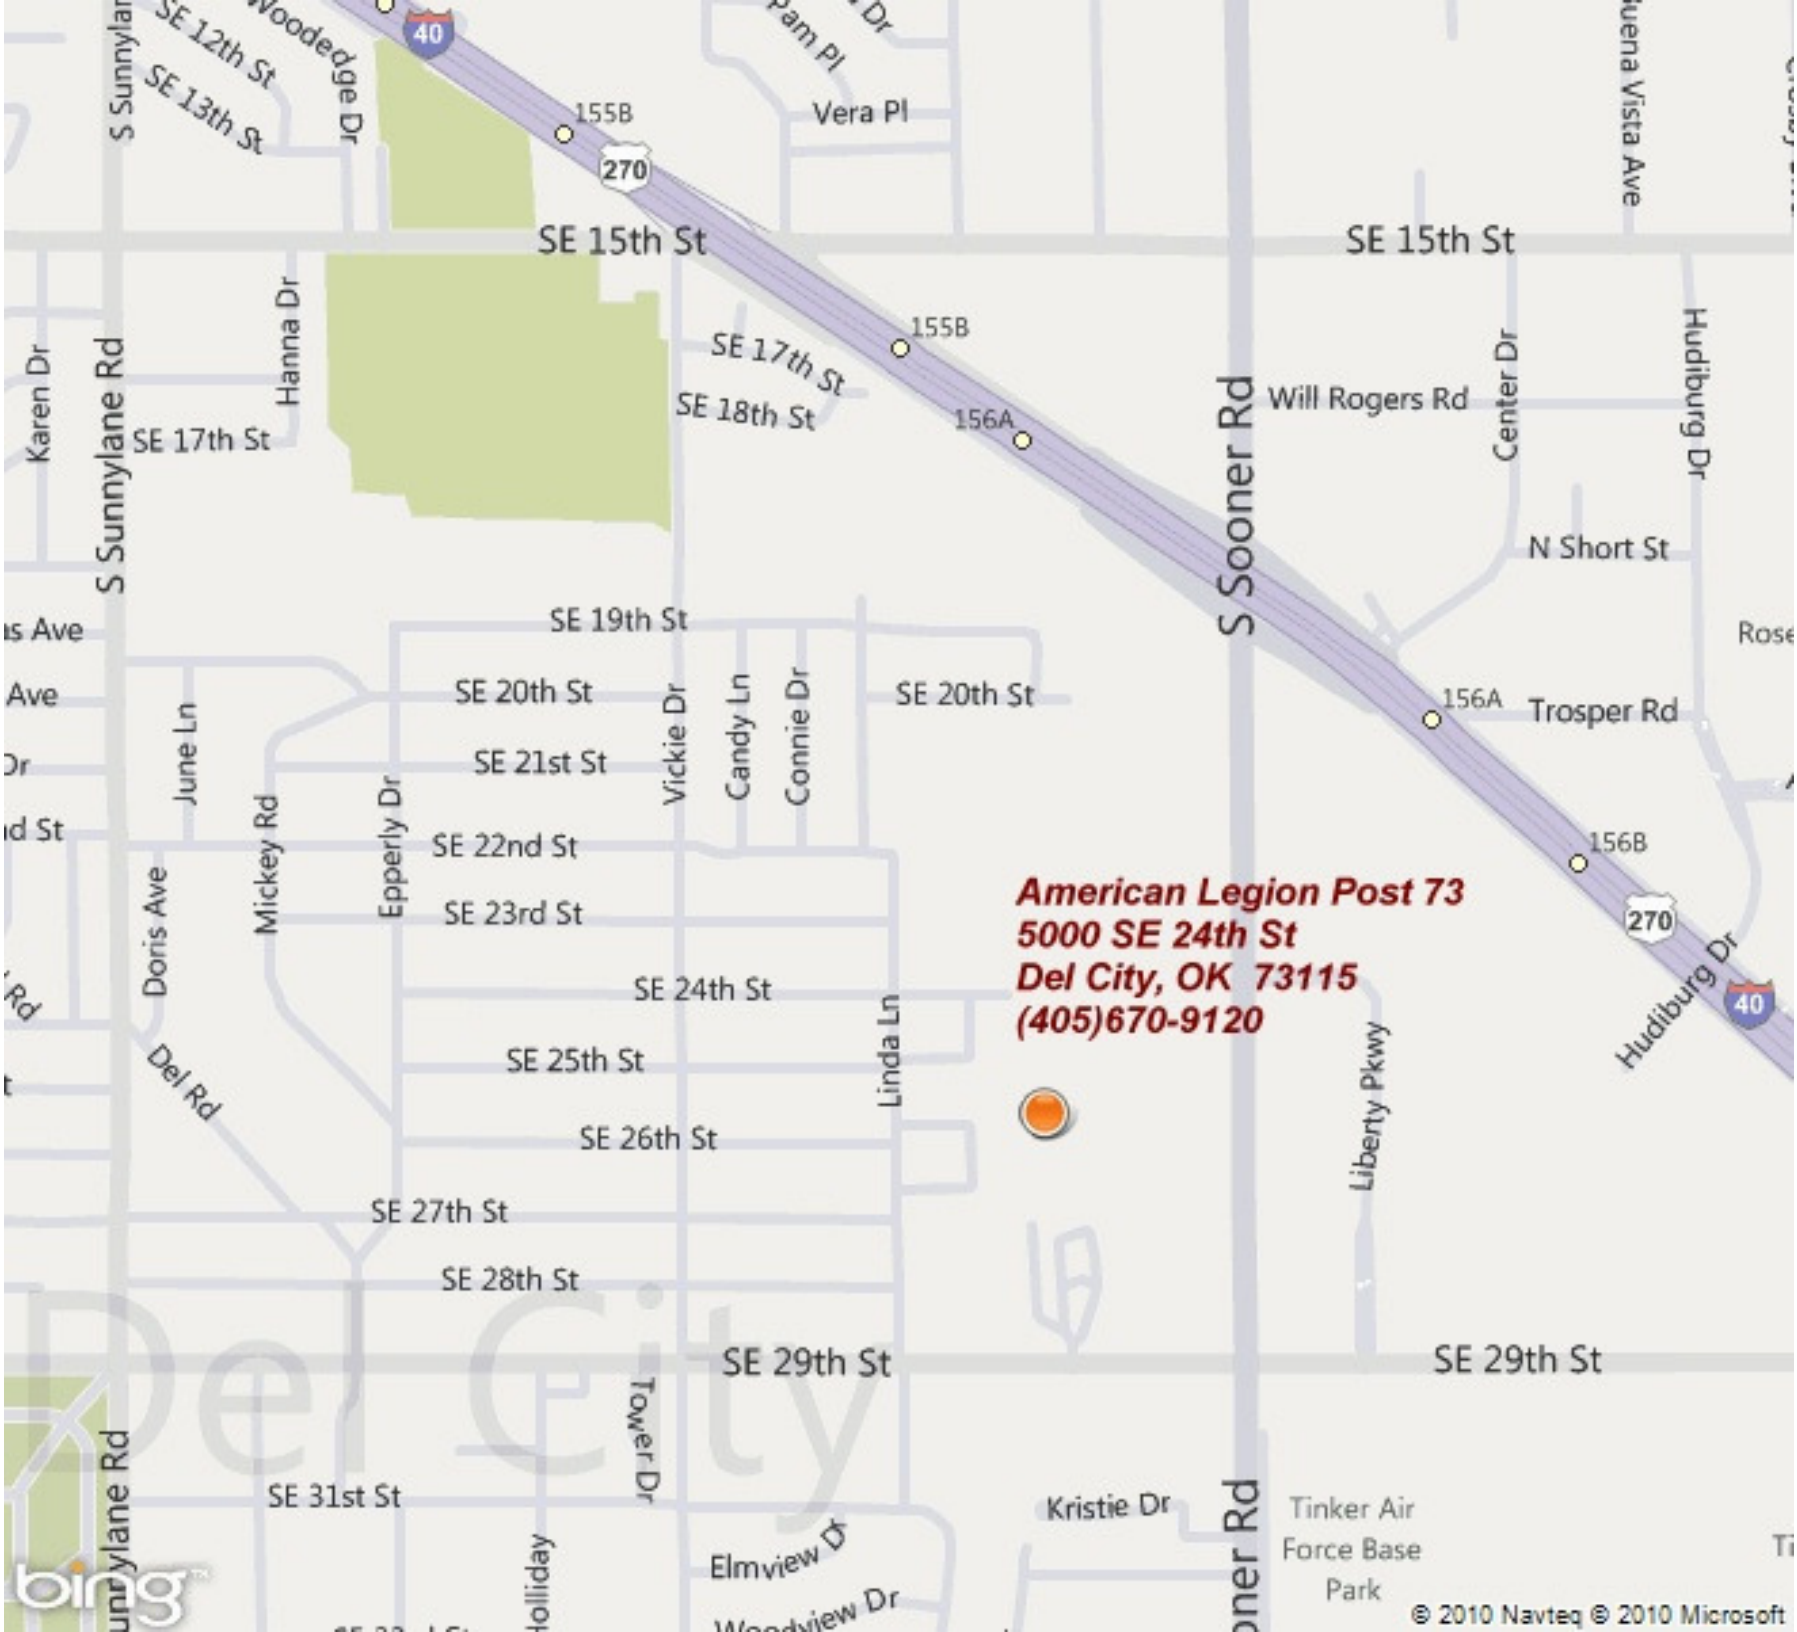 40
SE 12th St
Woodedge Dr
SE 13th St
Pam Pl
Dr
155B
Vera Pl
270
Buena Vista Ave
SE 15th St
SE 15th St
Hanna Dr
Karen Dr
S Sunnylane Rd
SE 17th St
SE 17th St
SE 18th St
155B
156A
S Sooner Rd
Will Rogers Rd
Center Dr
Hudiburg Dr
N Short St
Ave
SE 19th St
Ave
SE 20th St
SE 20th St
156A
Trosper Rd
June Ln
SE 21st St
Vickie Dr
Candy Ln
Connie Dr
Mickey Rd
Epperly Dr
St
SE 22nd St
156B
Doris Ave
SE 23rd St
American Legion Post 73
5000 SE 24th St
Del City, OK 73115
(405)670-9120
270
Hudiburg Dr
40
SE 24th St
Rd
Linda Ln
SE 25th St
Del Rd
Liberty Pkwy
SE 26th St
SE 27th St
SE 28th St
Del City
SE 29th St
SE 29th St
Tower Dr
SE 31st St
Kristie Dr
Elmview Dr
Holliday
Woodview Dr
Tinker Air
Force Base
Park
bing™
© 2010 Navteq © 2010 Microsoft